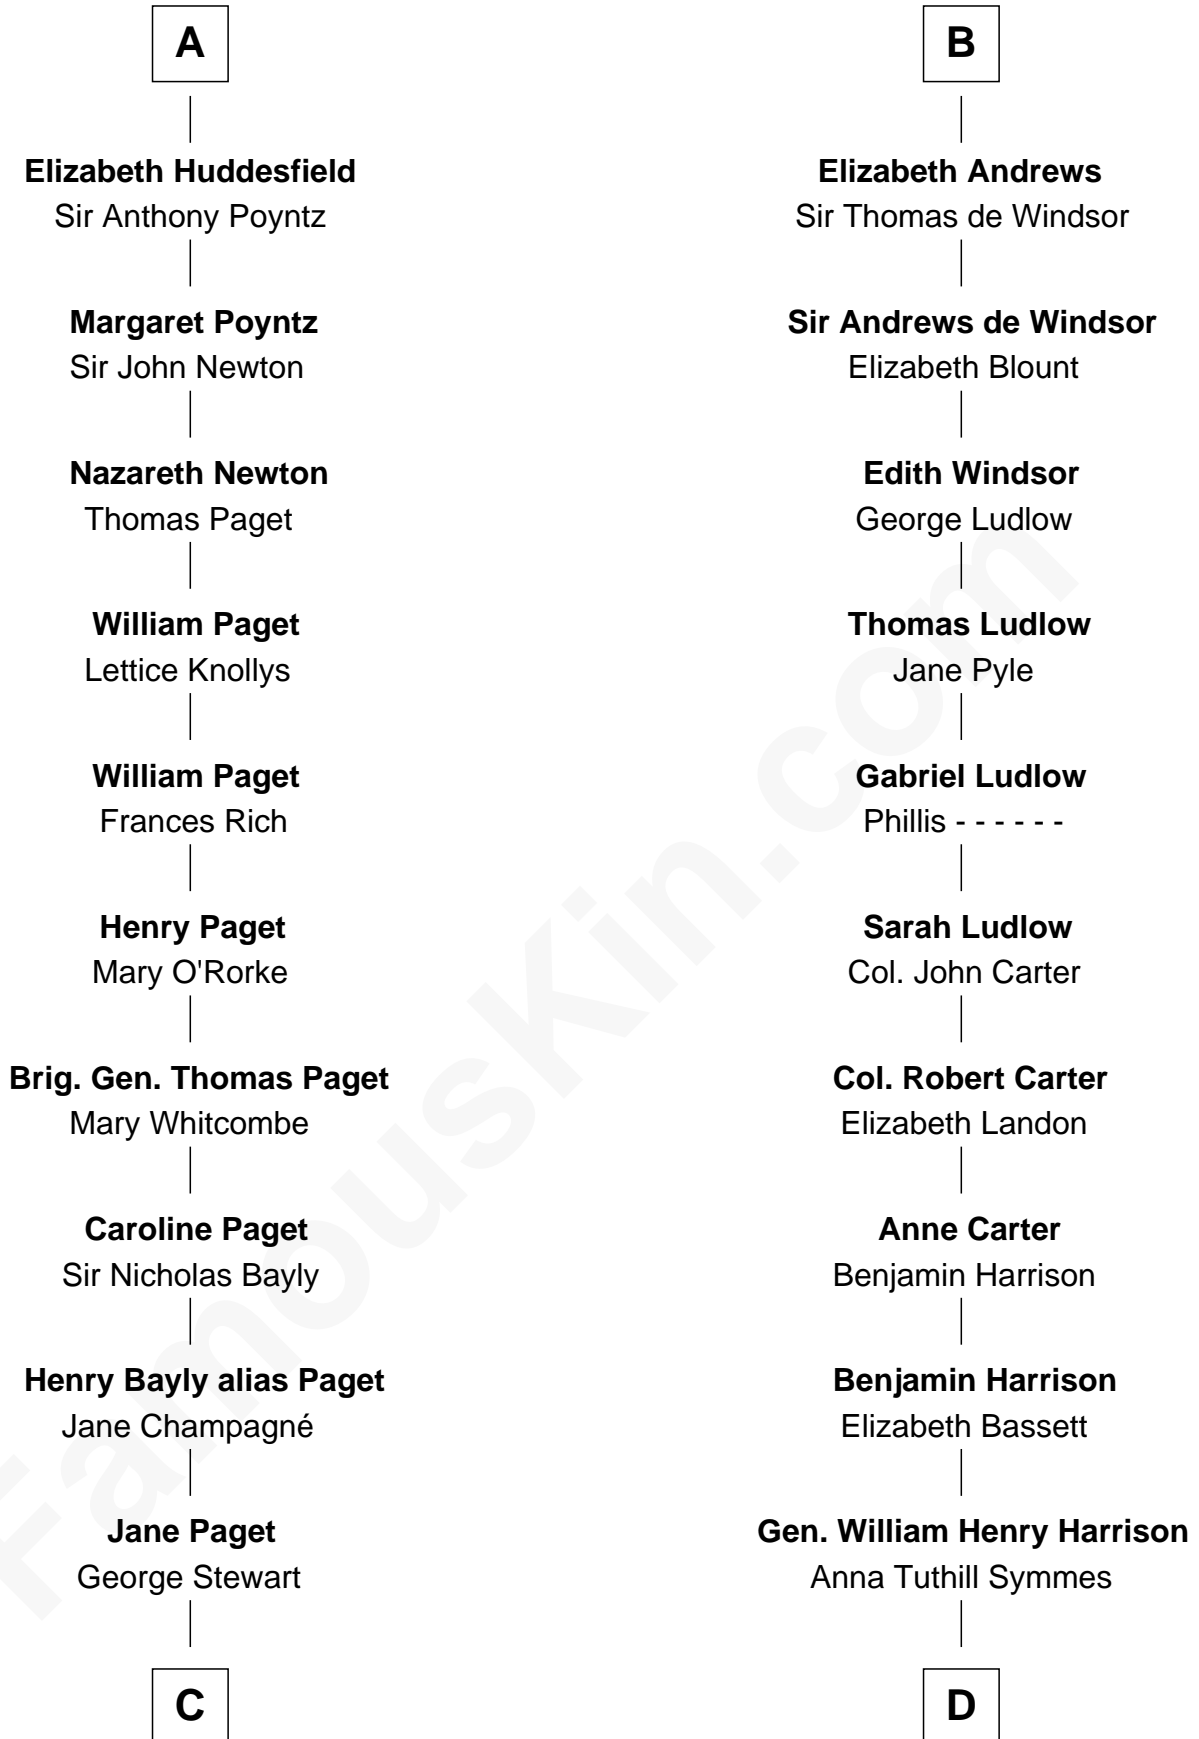 A
Elizabeth Huddesfield
Sir Anthony Poyntz
Margaret Poyntz
Sir John Newton
Nazareth Newton
Thomas Paget
William Paget
Lettice Knollys
William Paget
Frances Rich
Henry Paget
Mary O'Rorke
Brig. Gen. Thomas Paget
Mary Whitcombe
Caroline Paget
Sir Nicholas Bayly
Henry Bayly alias Paget
Jane Champagné
Jane Paget
George Stewart
C
B
Elizabeth Andrews
Sir Thomas de Windsor
Sir Andrews de Windsor
Elizabeth Blount
Edith Windsor
George Ludlow
Thomas Ludlow
Jane Pyle
Gabriel Ludlow
Phillis - - - - - -
Sarah Ludlow
Col. John Carter
Col. Robert Carter
Elizabeth Landon
Anne Carter
Benjamin Harrison
Benjamin Harrison
Elizabeth Bassett
Gen. William Henry Harrison
Anna Tuthill Symmes
D
FamousKin.com